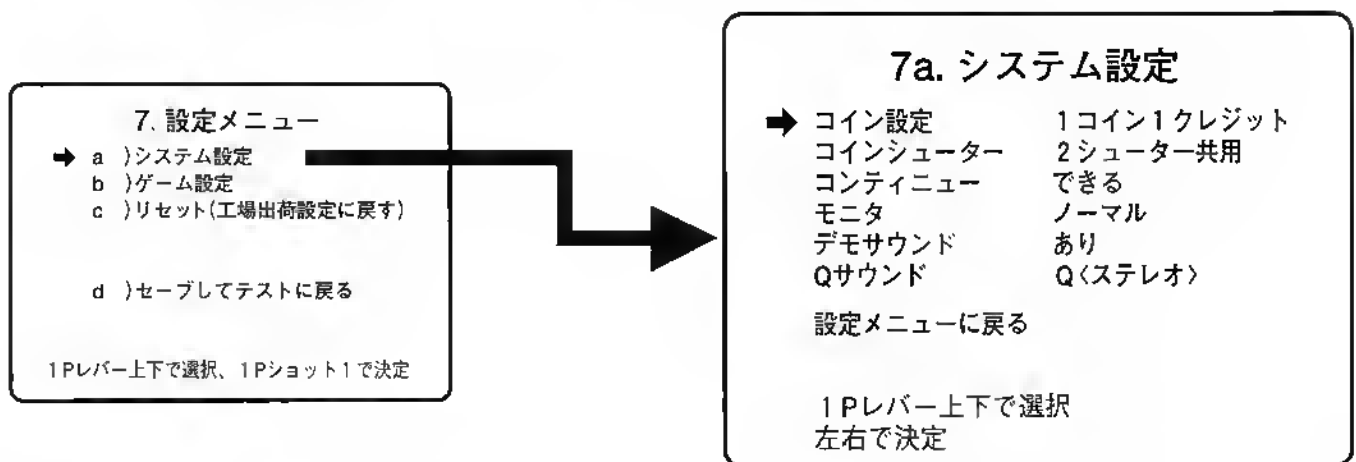 7. 設定メニュー
➡ a )システム設定
b )ゲーム設定
c )リセット(工場出荷設定に戻す)
d )セーブしてテストに戻る
1Pレバー上下で選択、1Pショット1で決定
7a. システム設定
➡ コイン設定 1コイン1クレジット
コインシューター 2シューター共用
コンティニュー できる
モニタ ノーマル
デモサウンド あり
Qサウンド Q〈ステレオ〉
設定メニューに戻る
1Pレバー上下で選択
左右で決定